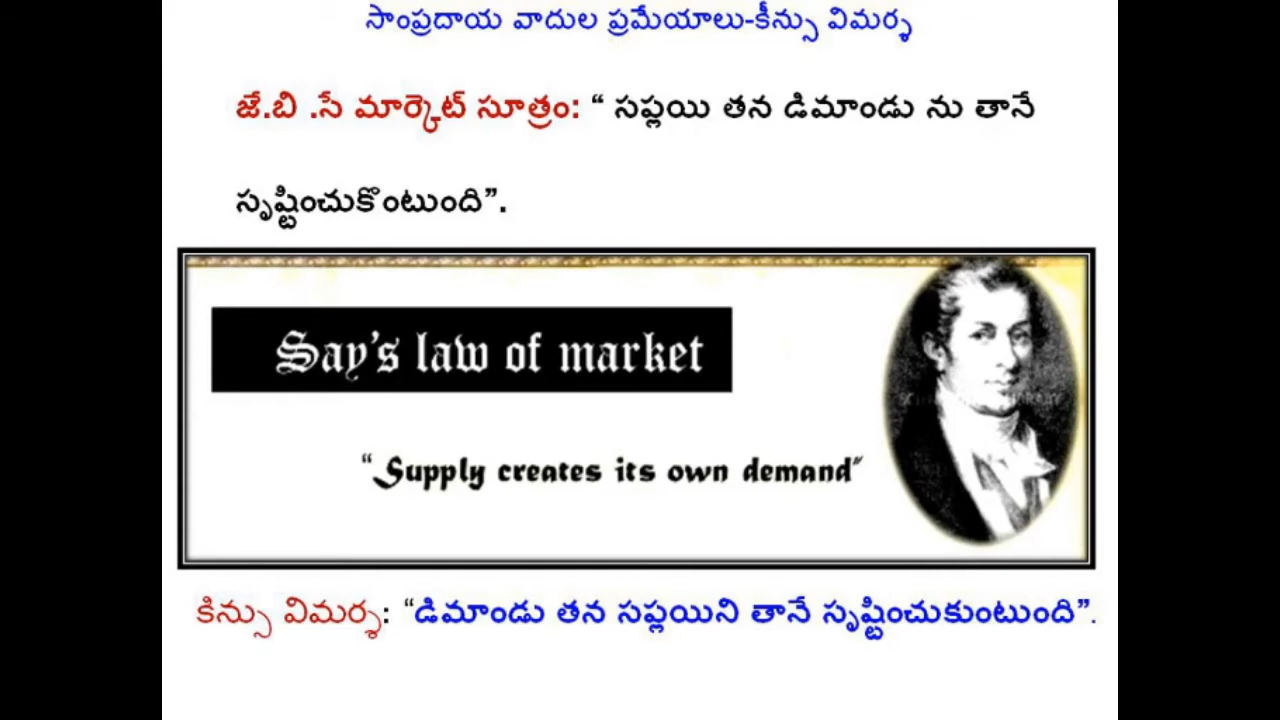 సాంప్రదాయ వాదుల ప్రమేయాలు-కీన్సు విమర్శ
జే.బి .సే మార్కెట్ సూత్రం: “ సప్లయి తన డిమాండు ను తానే
సృష్టించుకొంటుంది”.
Say's law of market
“Supply creates its own demand”
కిన్సు విమర్శ: “డిమాండు తన సప్లయిని తానే సృష్టించుకుంటుంది”.